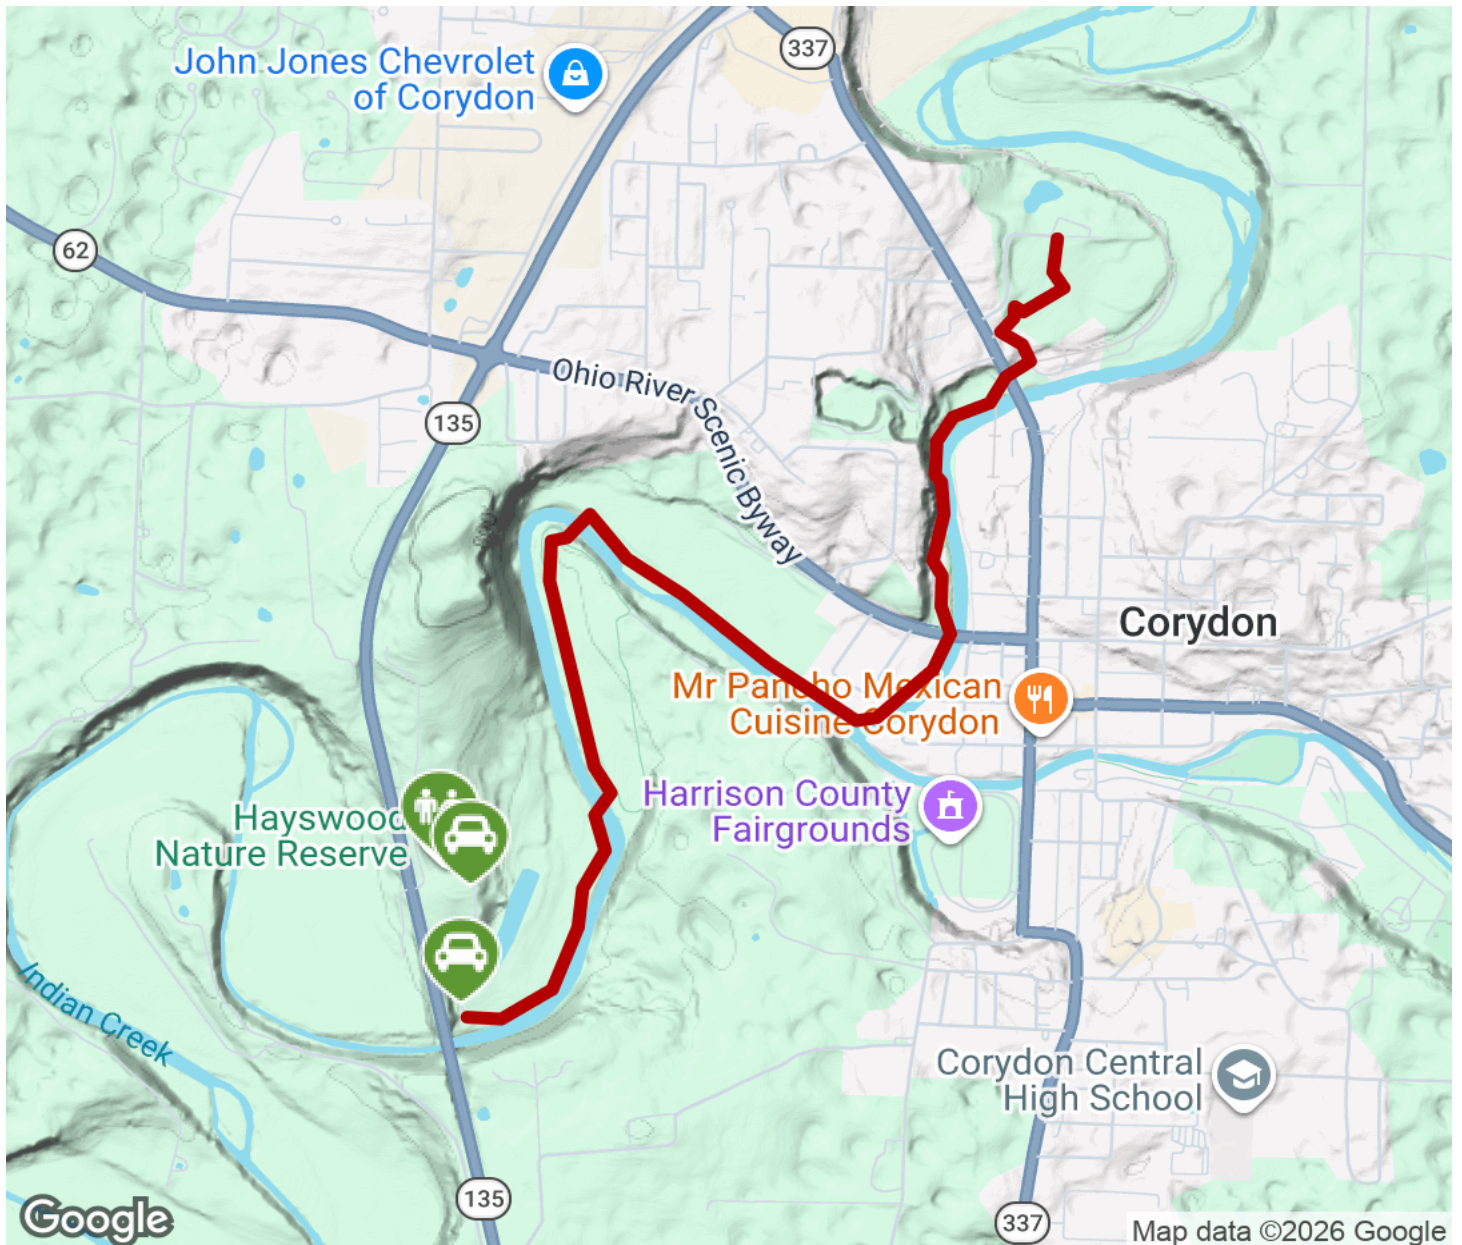 337
John Jones Chevrolet
of Corydon
62
Ohio River Scenic Byway
135
Corydon
Mr Pancho Mexican
Cuisine Corydon
Harrison County
Fairgrounds
Hayswood
Nature Reserve
Indian Creek
Corydon Central
High School
135
337
Google
Map data ©2026 Google